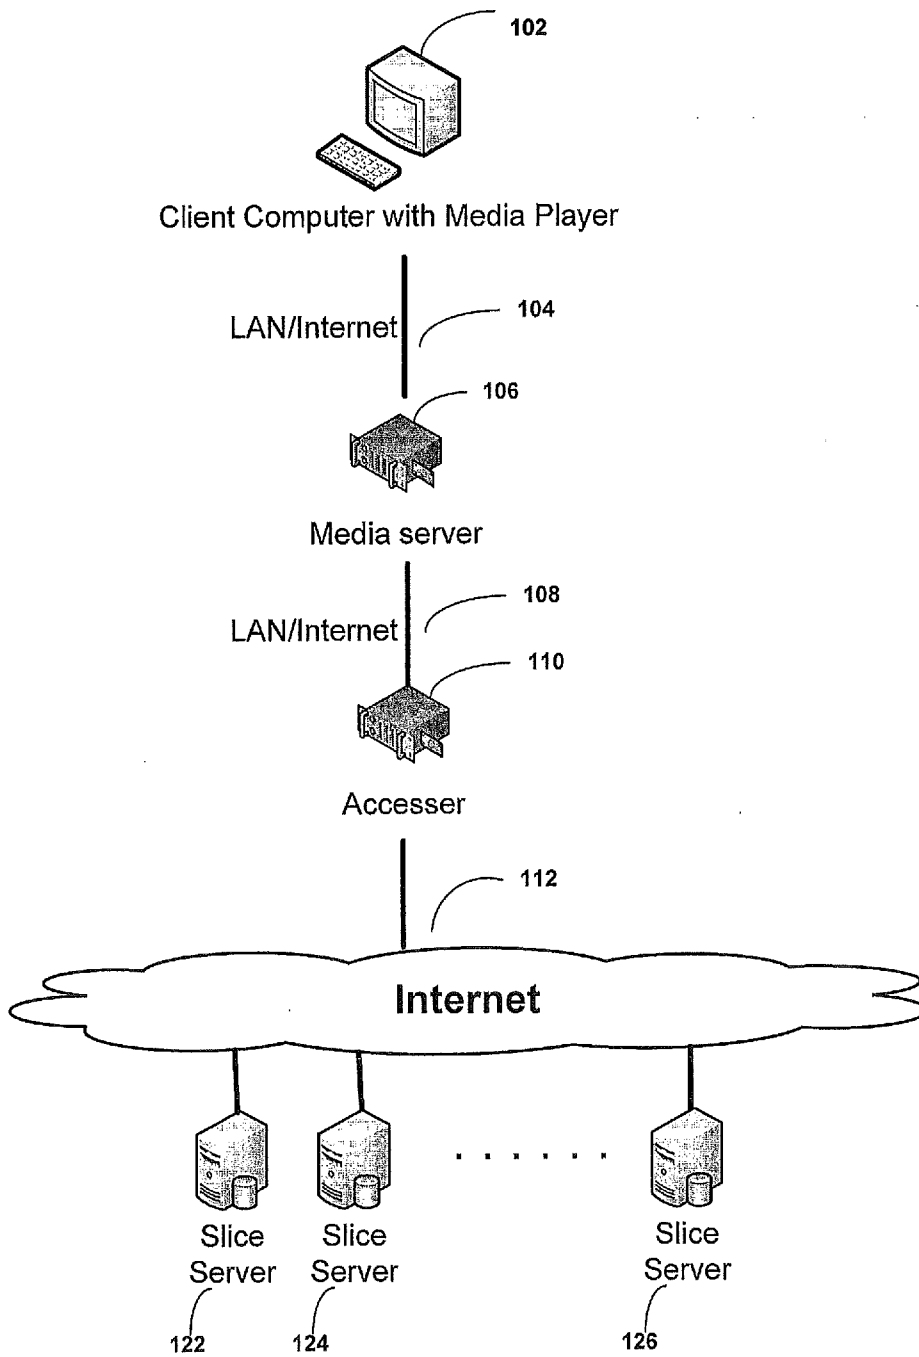 102
Client Computer with Media Player
104
LAN/Internet
106
Media server
108
LAN/Internet
110
Accesser
112
Internet
Slice
Server
Slice
Server
Slice
Server
122
124
126